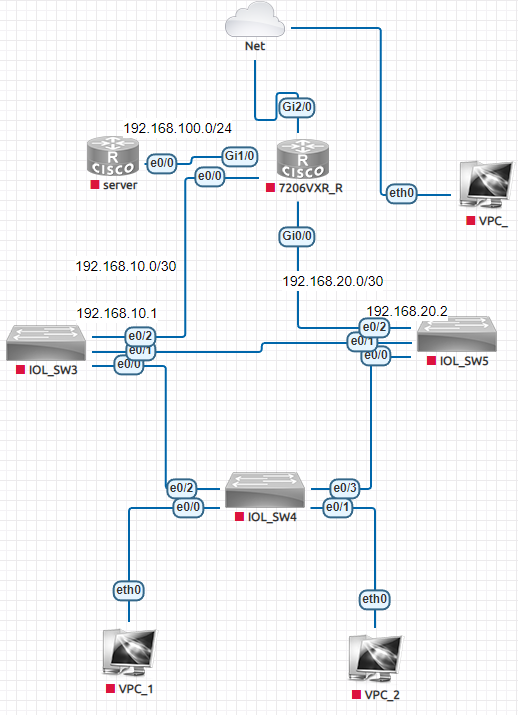 Net
Gi2/0
192.168.100.0/24
CISCO
R
e0/0
Gi1/0
e0/0
R
CISCO
server
7206VXR_R
eth0
VPC_
Gi0/0
192.168.10.0/30
192.168.20.0/30
192.168.10.1
192.168.20.2
e0/2
e0/1
e0/0
IOL_SW3
e0/2
e0/1
e0/0
IOL_SW5
e0/2
e0/3
e0/0
e0/1
IOL_SW4
eth0
eth0
VPC_1
VPC_2